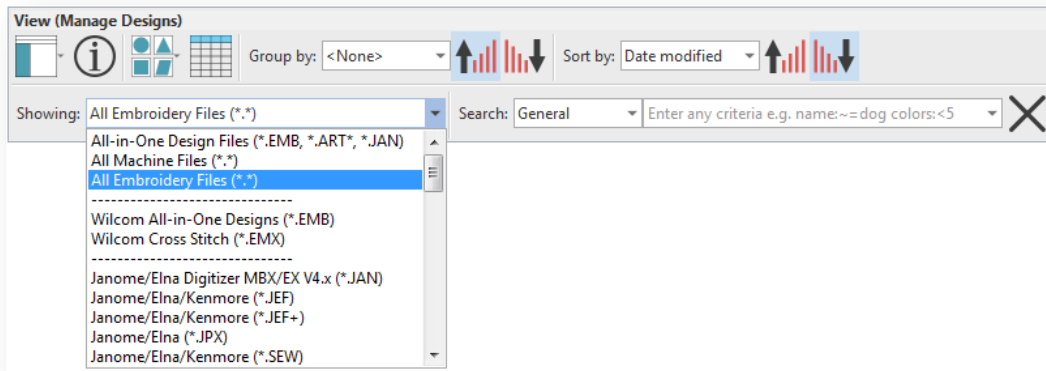 View (Manage Designs)
Group by: <None> Sort by: Date modified
Showing: All Embroidery Files (*.*) Search: General Enter any criteria e.g. name:~=dog colors:<5
All-in-One Design Files (*.EMB, *.ART*, *.JAN)
All Machine Files (*.*)
All Embroidery Files (*.*)
-------------------------------
Wilcom All-in-One Designs (*.EMB)
Wilcom Cross Stitch (*.EMX)
-------------------------------
Janome/Elna Digitizer MBX/EX V4.x (*.JAN)
Janome/Elna/Kenmore (*.JEF)
Janome/Elna/Kenmore (*.JEF+)
Janome/Elna (*.JPX)
Janome/Elna/Kenmore (*.SEW)